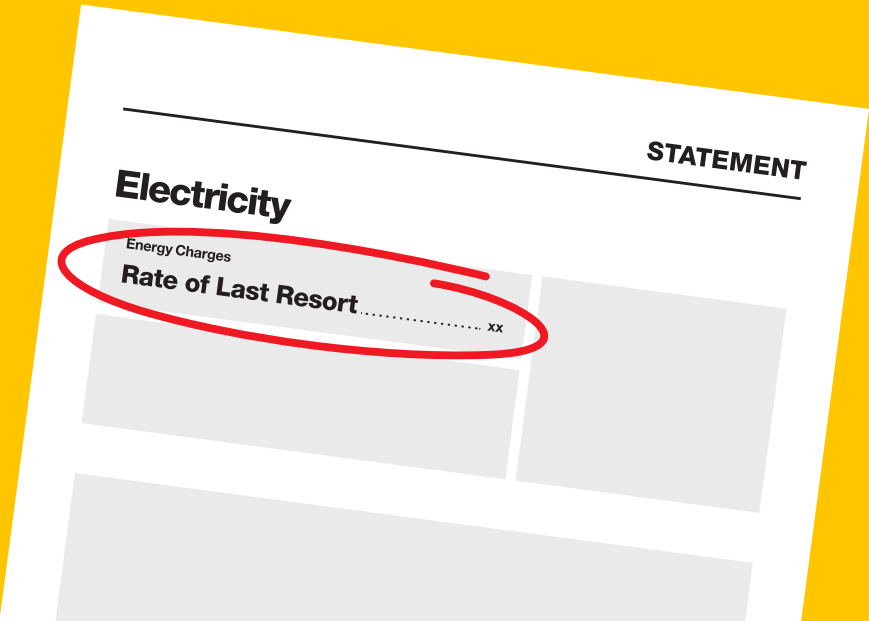 STATEMENT
Electricity
Energy Charges
Rate of Last Resort.................... xx